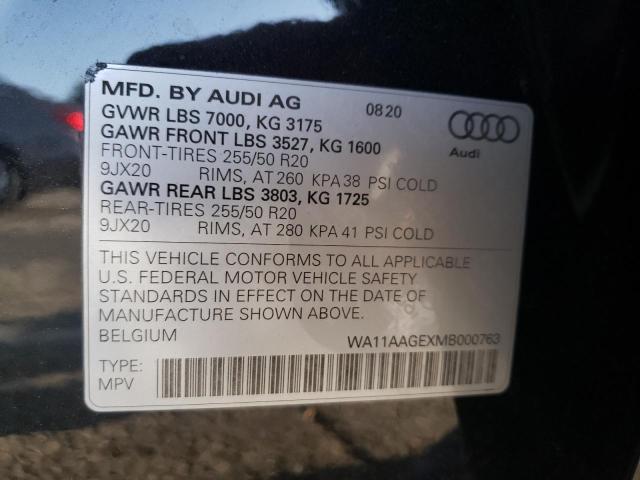 MFD. BY AUDI AG 0820
GVWR LBS 7000, KG 3175
GAWR FRONT LBS 3527, KG 1600
Audi
FRONT-TIRES 255/50 R20
9JX20 RIMS, AT 260 KPA 38 PSI COLD
GAWR REAR LBS 3803, KG 1725
REAR-TIRES 255/50 R20
9JX20 RIMS, AT 280 KPA 41 PSI COLD
THIS VEHICLE CONFORMS TO ALL APPLICABLE
U.S. FEDERAL MOTOR VEHICLE SAFETY
STANDARDS IN EFFECT ON THE DATE OF
MANUFACTURE SHOWN ABOVE.
BELGIUM WA11AAGEXMB000763
TYPE:
MPV